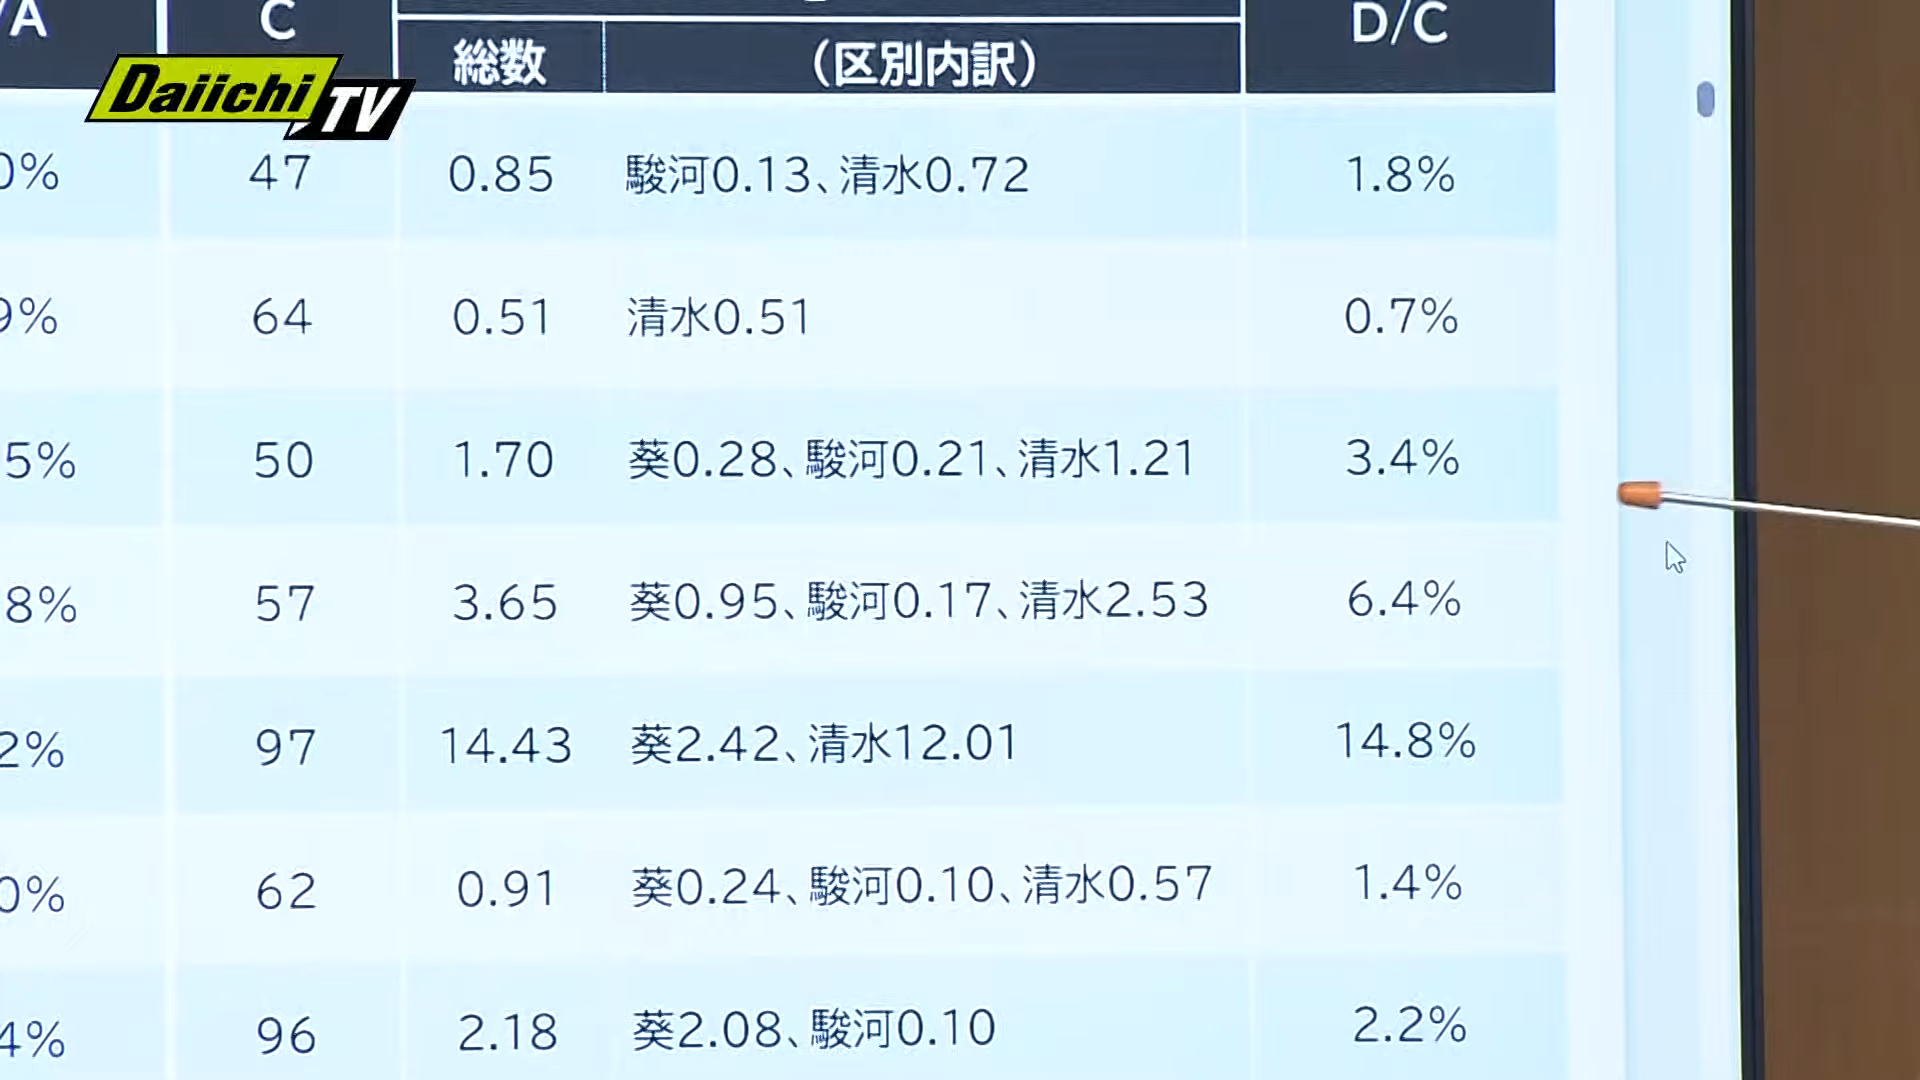 /A C D/C
Daiichi TV
総数 （区別内訳）
0% 47 0.85 駿河0.13、清水0.72 1.8%
9% 64 0.51 清水0.51 0.7%
5% 50 1.70 葵0.28、駿河0.21、清水1.21 3.4%
8% 57 3.65 葵0.95、駿河0.17、清水2.53 6.4%
2% 97 14.43 葵2.42、清水12.01 14.8%
0% 62 0.91 葵0.24、駿河0.10、清水0.57 1.4%
4% 96 2.18 葵2.08、駿河0.10 2.2%